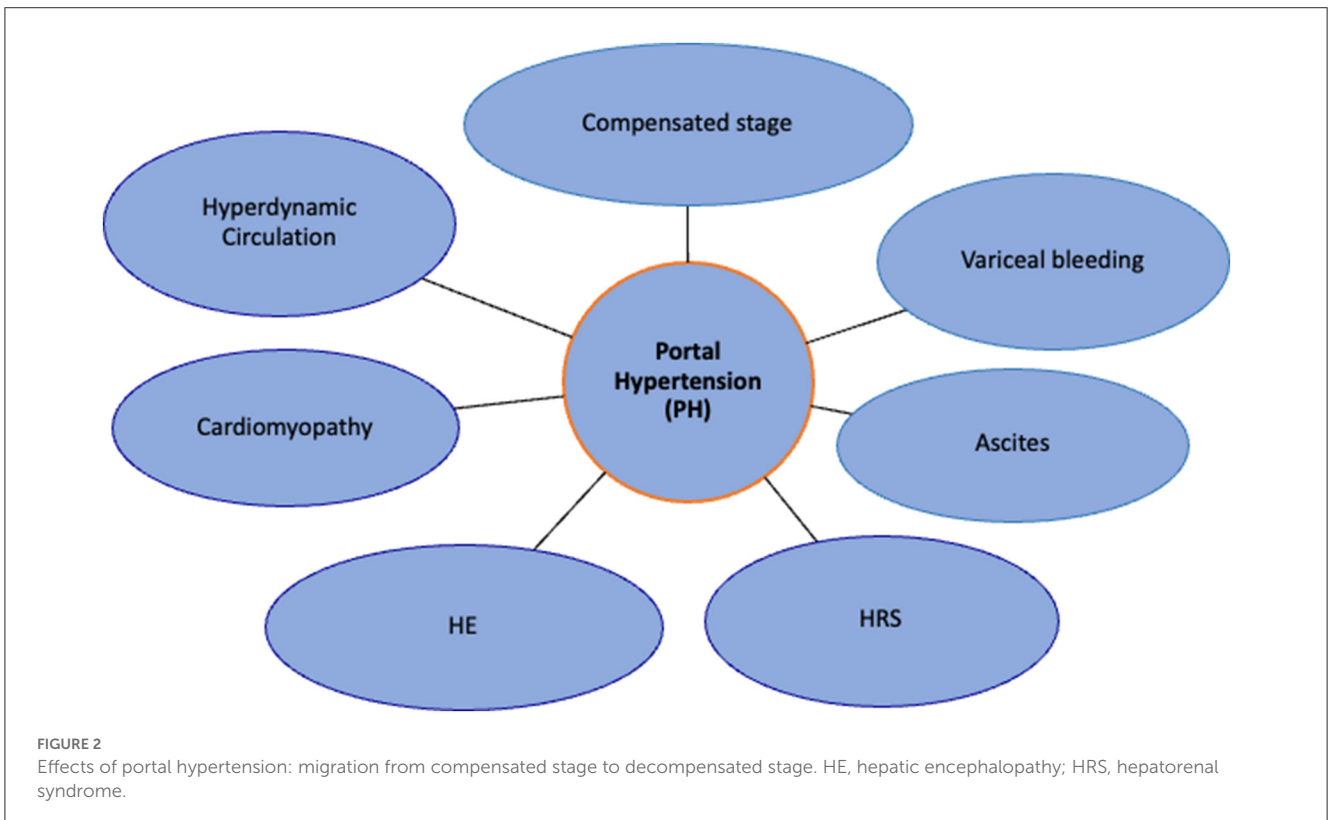 Compensated stage
Hyperdynamic
Circulation
Variceal bleeding
Portal
Hypertension
(PH)
Cardiomyopathy
Ascites
HE
HRS
FIGURE 2
Effects of portal hypertension: migration from compensated stage to decompensated stage. HE, hepatic encephalopathy; HRS, hepatorenal
syndrome.